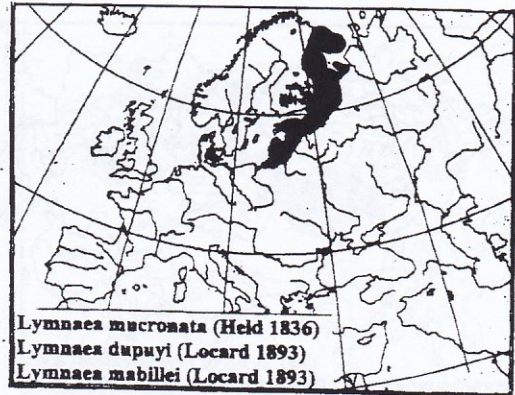 Lymnaea mucronata (Held 1836)
Lymnaea dupuyi (Locard 1893)
Lymnaea mabillei (Locard 1893)